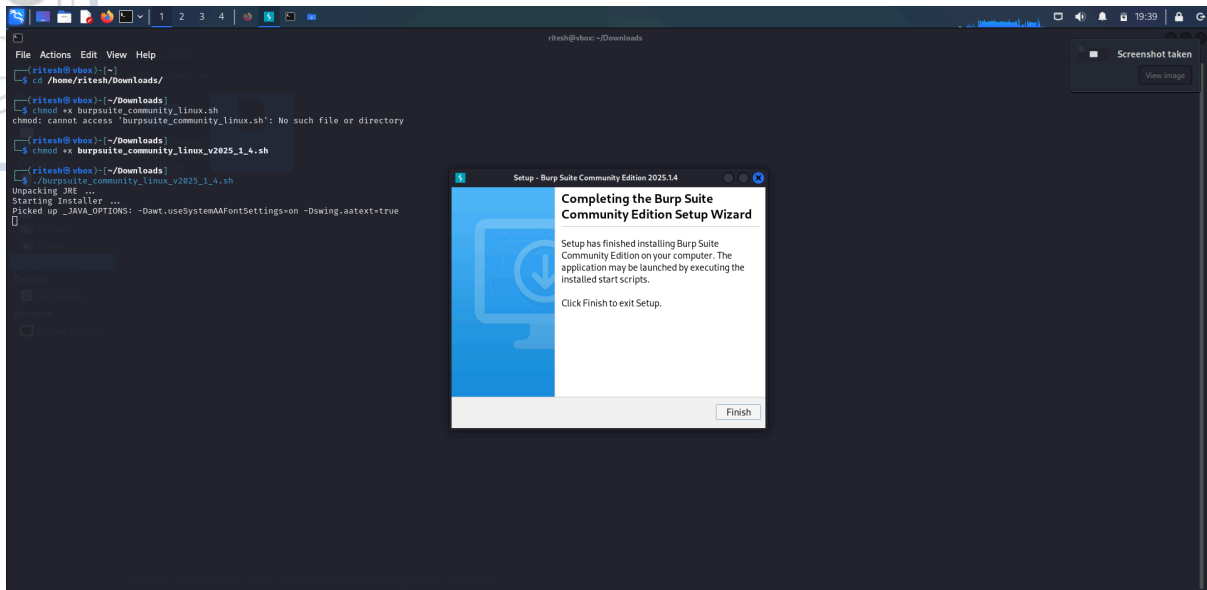 1 2 3 4
19:39
ritesh@vbox: ~/Downloads
File Actions Edit View Help
Screenshot taken
View image
(ritesh㉿vbox)-[~]
$ cd /home/ritesh/Downloads/
(ritesh㉿vbox)-[~/Downloads]
$ chmod +x burpsuite_community_linux.sh
chmod: cannot access 'burpsuite_community_linux.sh': No such file or directory
(ritesh㉿vbox)-[~/Downloads]
$ chmod +x burpsuite_community_linux_v2025_1_4.sh
(ritesh㉿vbox)-[~/Downloads]
$ ./burpsuite_community_linux_v2025_1_4.sh
Unpacking JRE ...
Starting Installer ...
Picked up _JAVA_OPTIONS: -Dawt.useSystemAAFontSettings=on -Dswing.aatext=true
Setup - Burp Suite Community Edition 2025.1.4
Completing the Burp Suite
Community Edition Setup Wizard
Setup has finished installing Burp Suite
Community Edition on your computer. The
application may be launched by executing the
installed start scripts.
Click Finish to exit Setup.
Finish